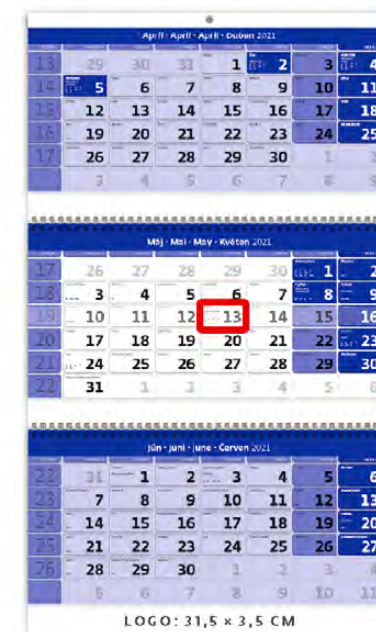 Apríl - April - April - Duben 2021
13 29 30 31 1 2 3 4
14 5 6 7 8 9 10 11
15 12 13 14 15 16 17 18
16 19 20 21 22 23 24 25
17 26 27 28 29 30 1 2
3 4 5 6 7 8 9
Máj - Mai - May - Květen 2021
17 26 27 28 29 30 1 2
18 3 4 5 6 7 8 9
19 10 11 12 13 14 15 16
20 17 18 19 20 21 22 23
21 24 25 26 27 28 29 30
22 31 1 2 3 4 5 6
Jún - Juni - June - Červen 2021
22 31 1 2 3 4 5 6
23 7 8 9 10 11 12 13
24 14 15 16 17 18 19 20
25 21 22 23 24 25 26 27
26 28 29 30 1 2 3 4
5 6 7 8 9 10 11
LOGO: 31,5 × 3,5 CM